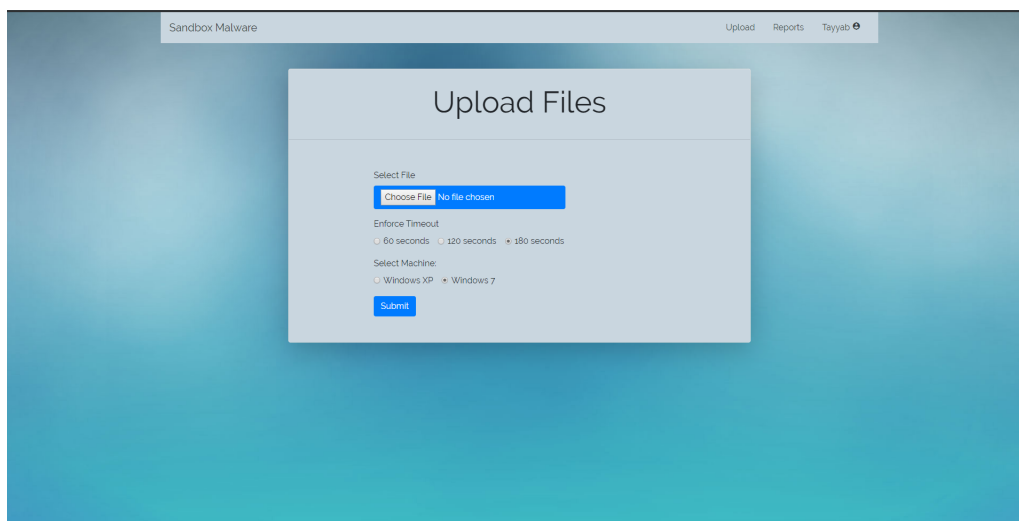 Sandbox Malware Upload Reports Tayyab
Upload Files
Select File
Choose File No file chosen
Enforce Timeout
60 seconds 120 seconds 180 seconds
Select Machine:
Windows XP Windows 7
Submit